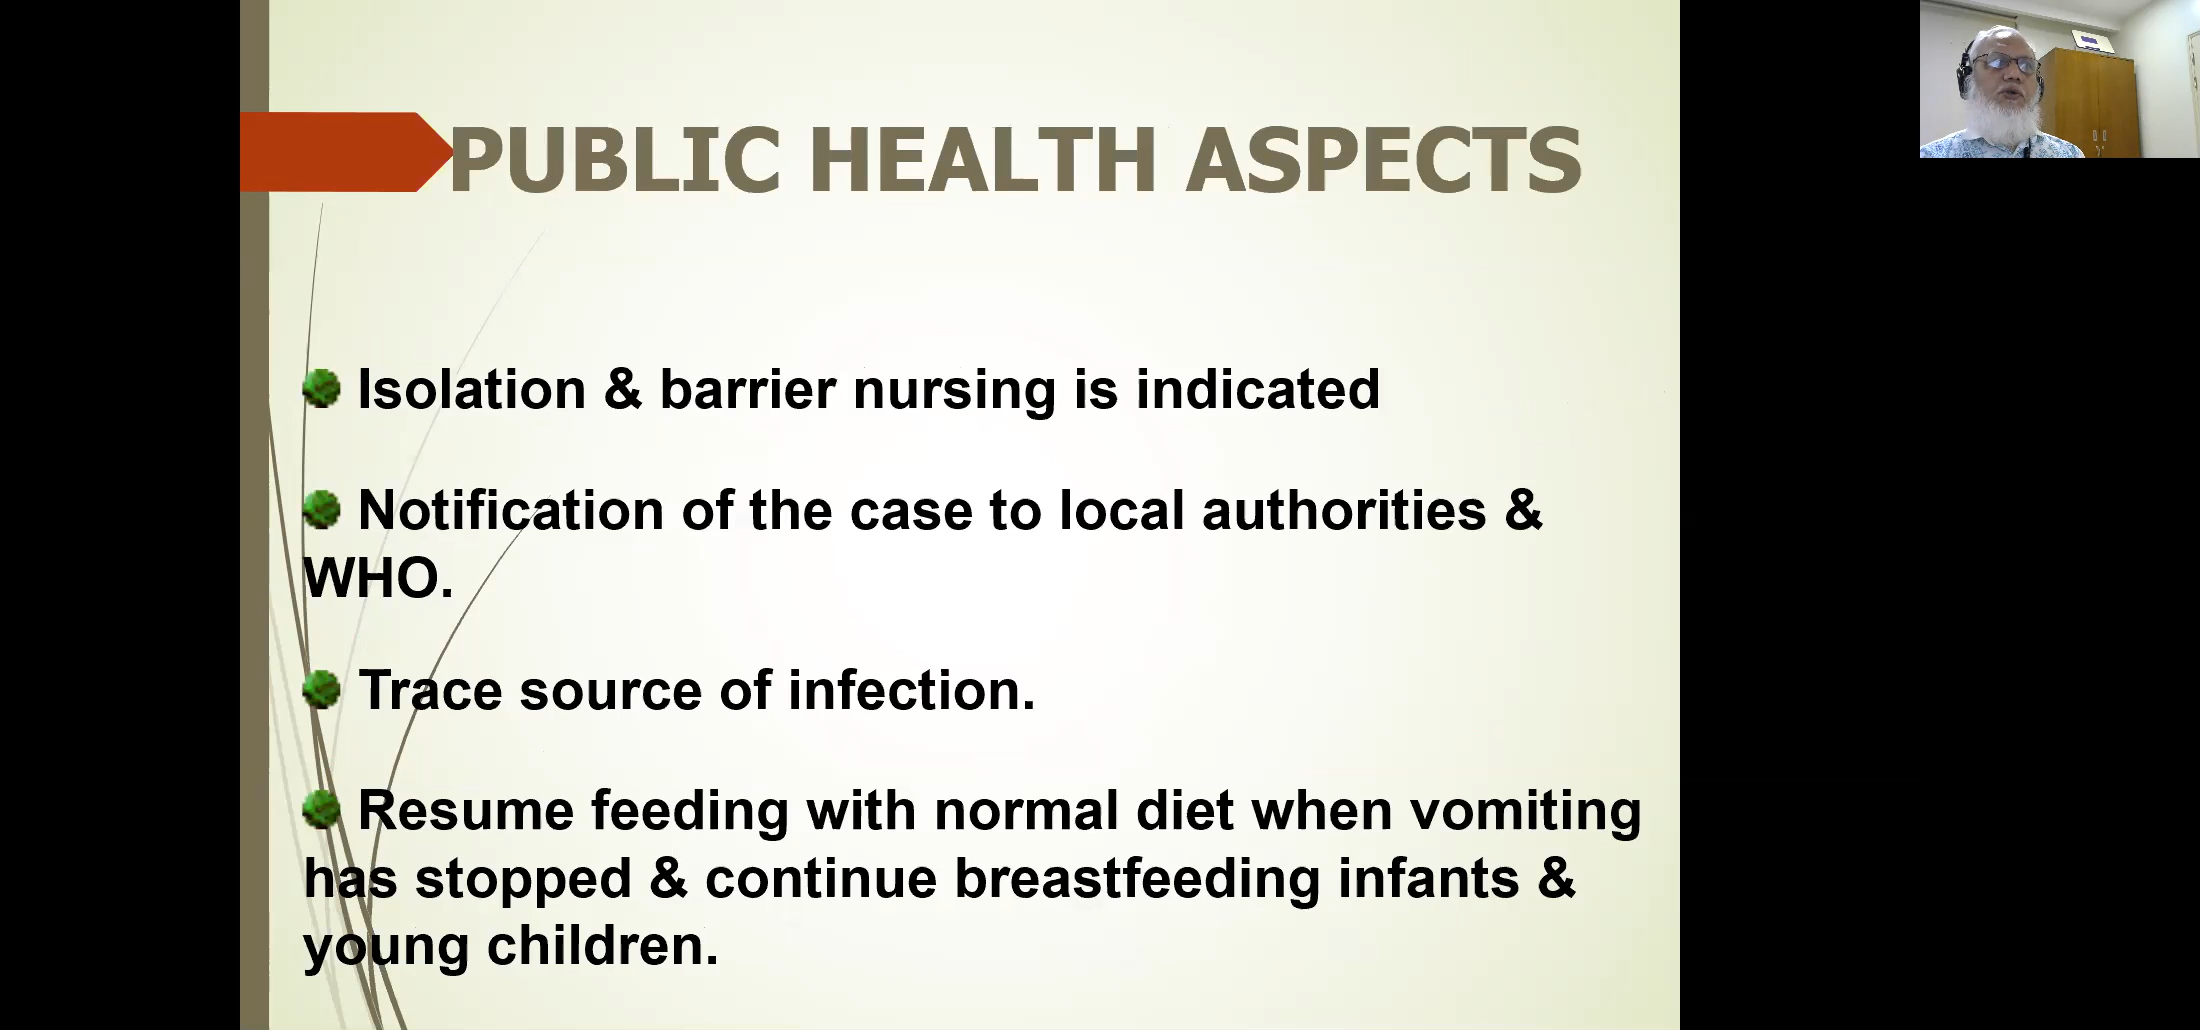 PUBLIC HEALTH ASPECTS
Isolation & barrier nursing is indicated
Notification of the case to local authorities &
WHO.
Trace source of infection.
Resume feeding with normal diet when vomiting
has stopped & continue breastfeeding infants &
young children.